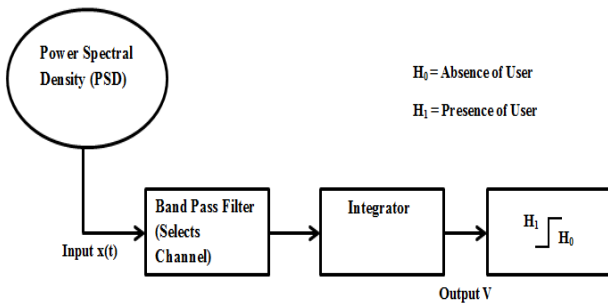 Power Spectral
Density (PSD)
H₀ = Absence of User
H₁ = Presence of User
Band Pass Filter
(Selects
Channel)
Integrator
H₁
H₀
Input x(t)
Output V